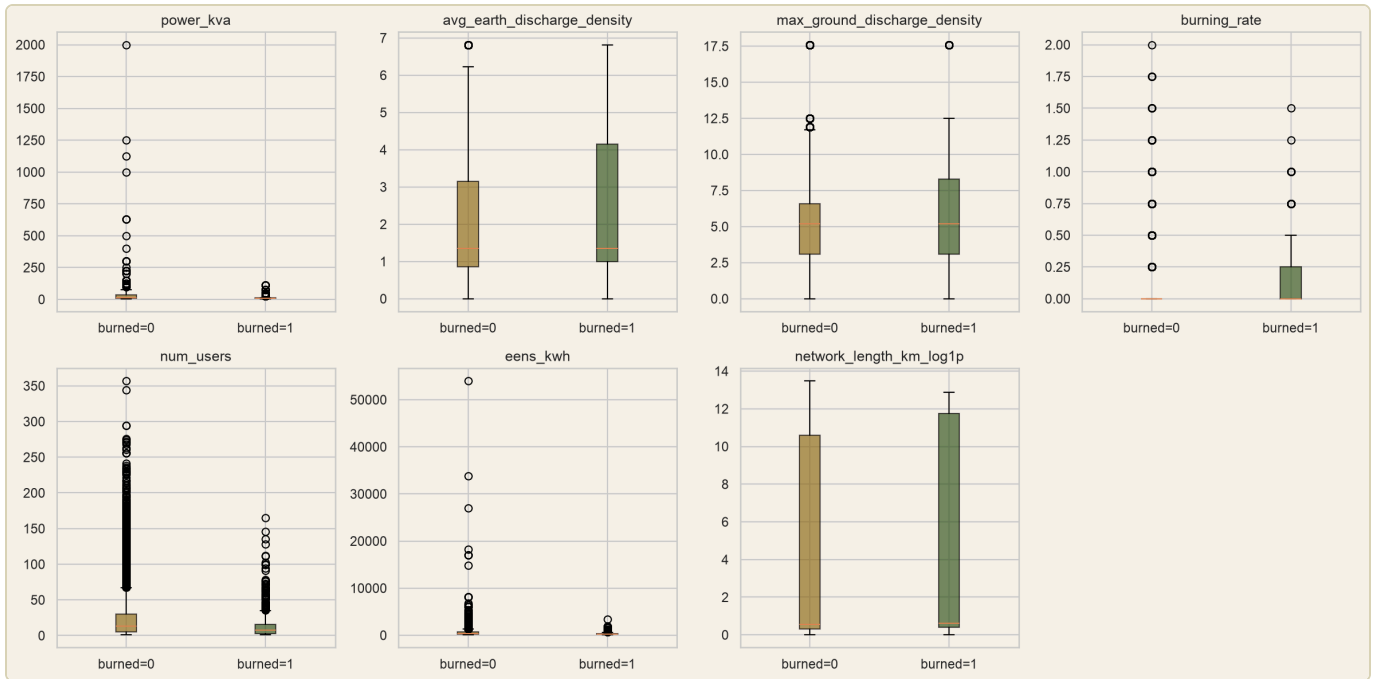 power_kva
avg_earth_discharge_density
max_ground_discharge_density
burning_rate
2000
1750
1500
1250
1000
750
500
250
0
burned=0
burned=1
7
6
5
4
3
2
1
0
burned=0
burned=1
17.5
15.0
12.5
10.0
7.5
5.0
2.5
0.0
burned=0
burned=1
2.00
1.75
1.50
1.25
1.00
0.75
0.50
0.25
0.00
burned=0
burned=1
num_users
eens_kwh
network_length_km_log1p
350
300
250
200
150
100
50
0
burned=0
burned=1
50000
40000
30000
20000
10000
0
burned=0
burned=1
14
12
10
8
6
4
2
0
burned=0
burned=1